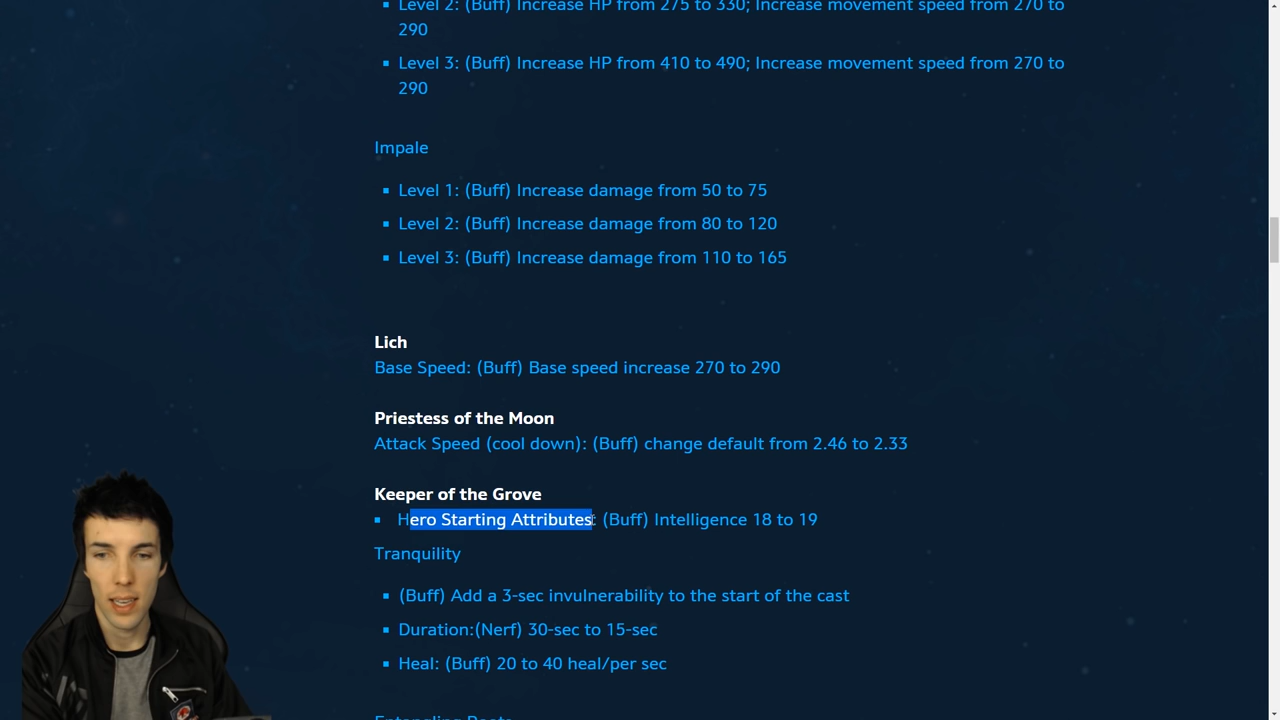 Level 2: (Buff) Increase HP from 275 to 330; Increase movement speed from 270 to
290
Level 3: (Buff) Increase HP from 410 to 490; Increase movement speed from 270 to
290
Impale
Level 1: (Buff) Increase damage from 50 to 75
Level 2: (Buff) Increase damage from 80 to 120
Level 3: (Buff) Increase damage from 110 to 165
Lich
Base Speed: (Buff) Base speed increase 270 to 290
Priestess of the Moon
Attack Speed (cool down): (Buff) change default from 2.46 to 2.33
Keeper of the Grove
Hero Starting Attributes: (Buff) Intelligence 18 to 19
Tranquility
(Buff) Add a 3-sec invulnerability to the start of the cast
Duration:(Nerf) 30-sec to 15-sec
Heal: (Buff) 20 to 40 heal/per sec
Entangling Roots